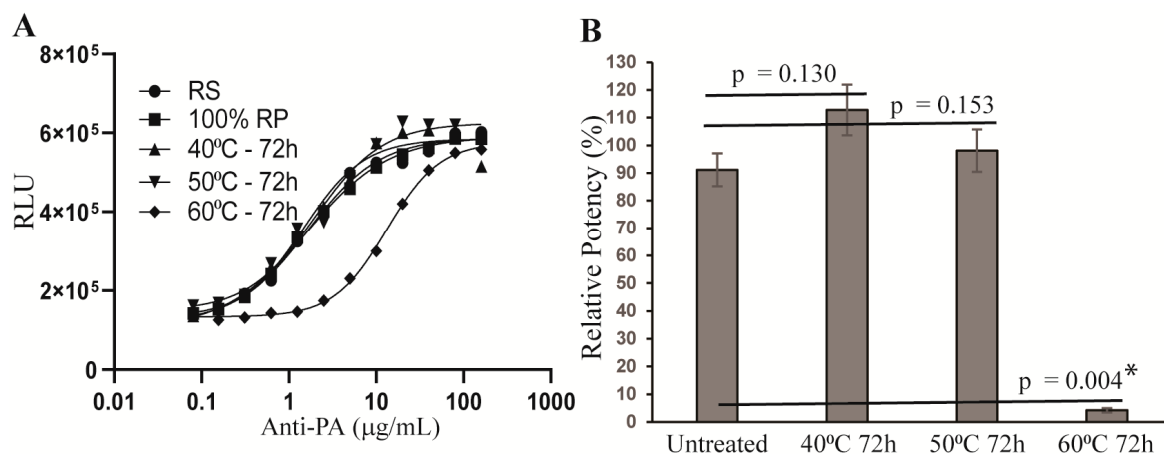 A
8×10⁵
6×10⁵
4×10⁵
2×10⁵
0
RLU
RS
100% RP
40ºC - 72h
50ºC - 72h
60ºC - 72h
0.01 0.1 1 10 100 1000
Anti-PA (µg/mL)
B
130
120
110
100
90
80
70
60
50
40
30
20
10
0
Relative Potency (%)
p = 0.130
p = 0.153
p = 0.004*
Untreated 40ºC 72h 50ºC 72h 60ºC 72h